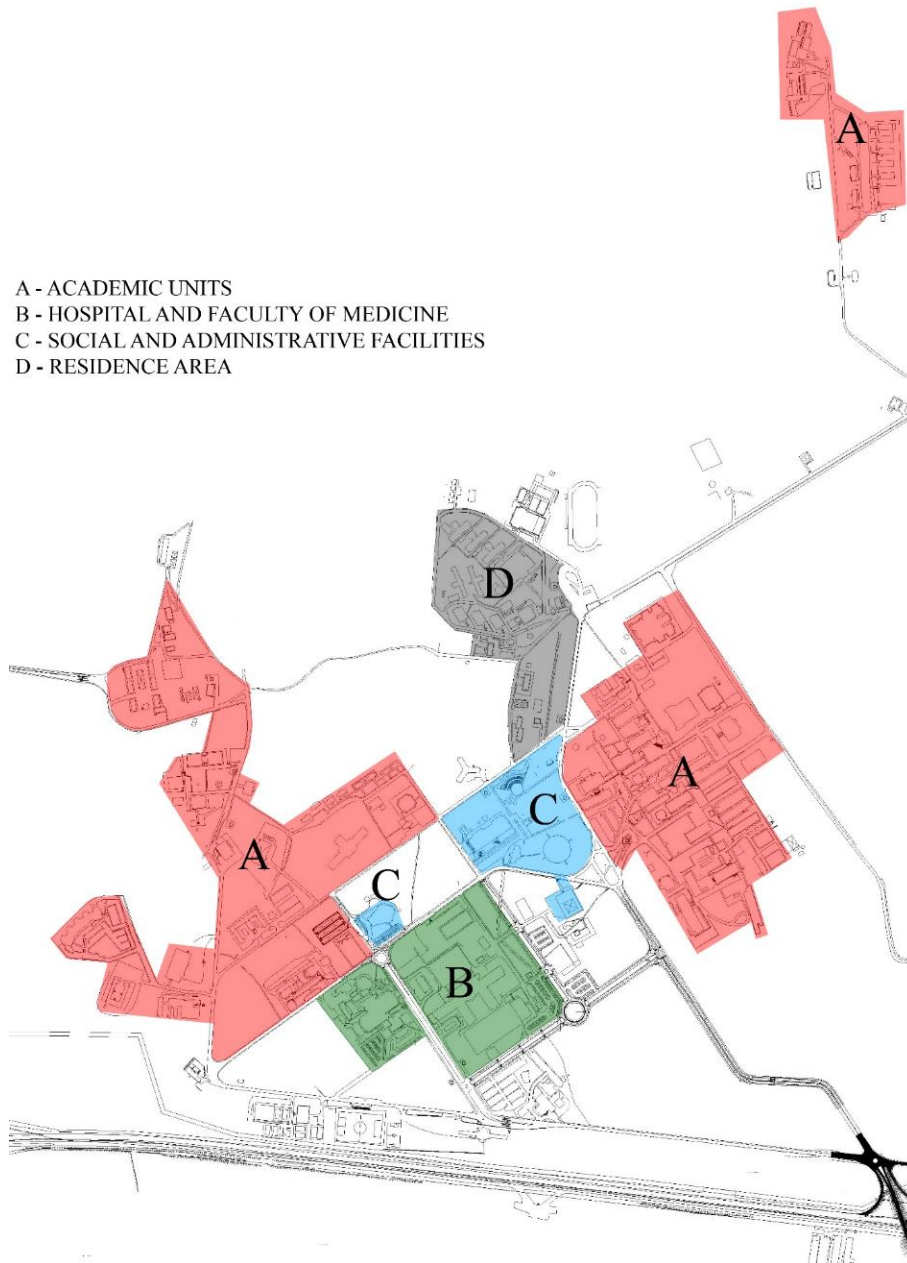 A
A - ACADEMIC UNITS
B - HOSPITAL AND FACULTY OF MEDICINE
C - SOCIAL AND ADMINISTRATIVE FACILITIES
D - RESIDENCE AREA
D
A
C
A
C
B